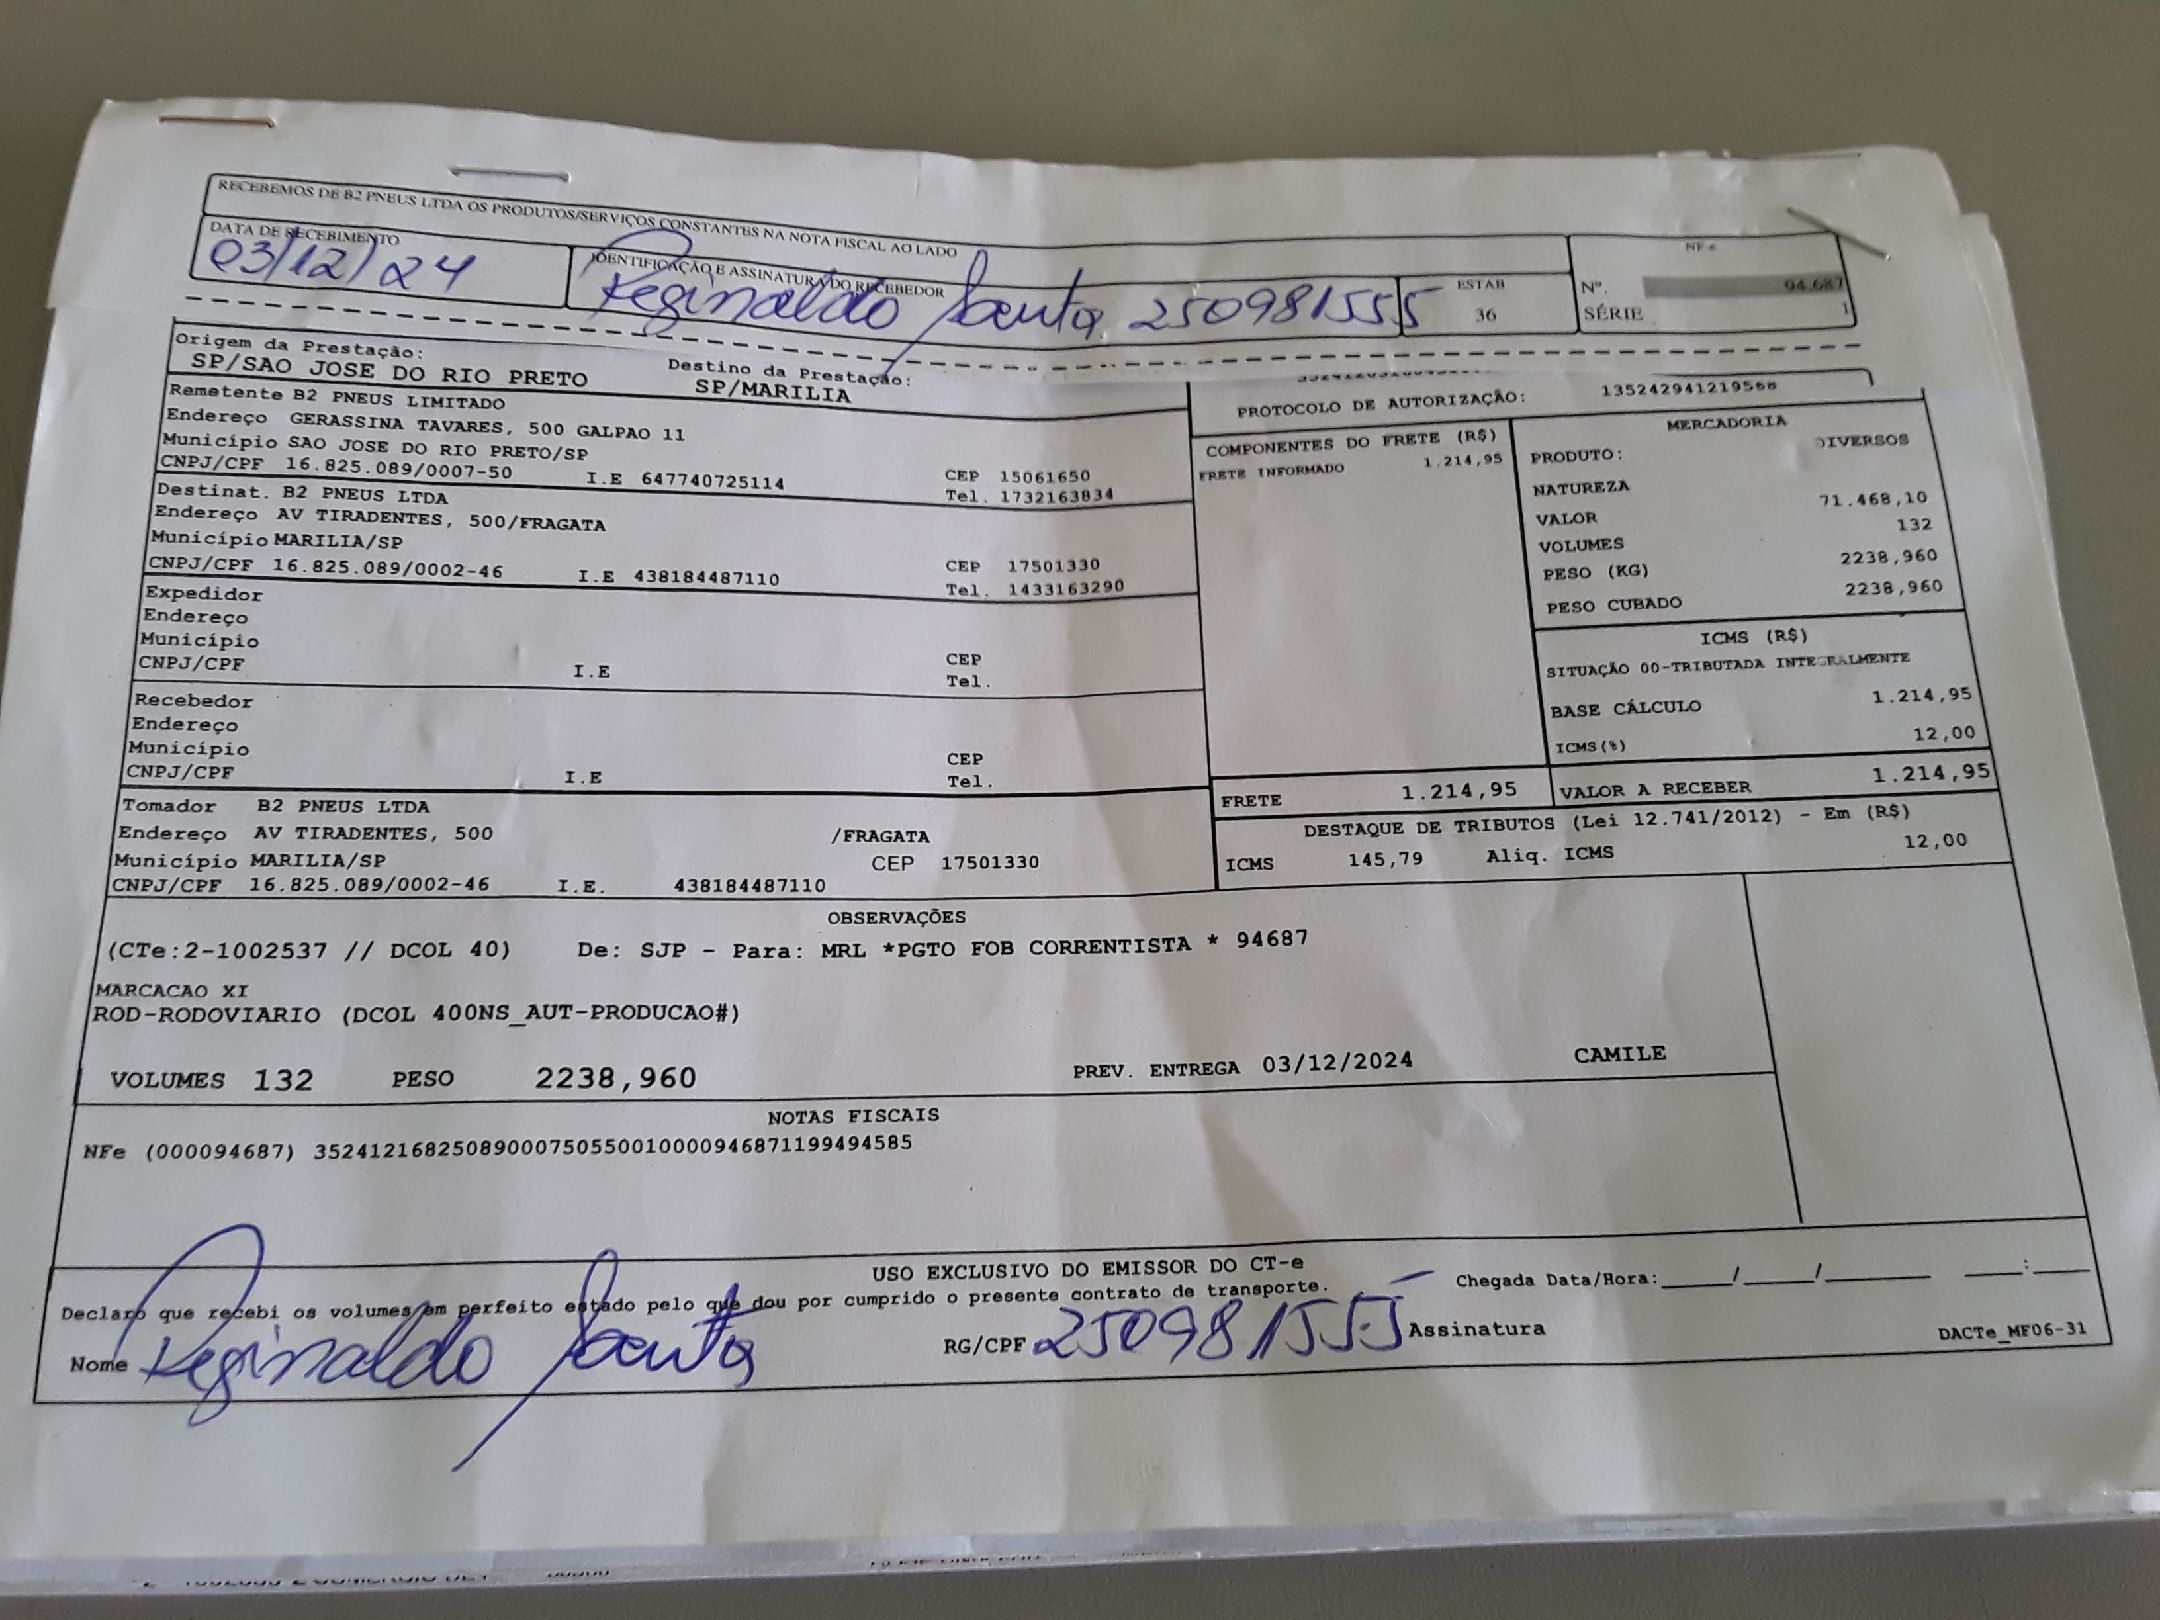 RECEBEMOS DE B2 PNEUS LTDA OS PRODUTOS/SERVIÇOS CONSTANTES NA NOTA FISCAL AO LADO
DATA DE RECEBIMENTO
03/12/24
IDENTIFICAÇÃO E ASSINATURA DO RECEBEDOR
Reginaldo Santa 250981555
ESTAB
36
NF-e
Nº. 94.687
SÉRIE 1
Origem da Prestação:
SP/SAO JOSE DO RIO PRETO
Destino da Prestação:
SP/MARILIA
Remetente B2 PNEUS LIMITADO
Endereço GERASSINA TAVARES, 500 GALPAO 11
Município SAO JOSE DO RIO PRETO/SP
CNPJ/CPF 16.825.089/0007-50 I.E 647740725114
CEP 15061650
Tel. 1732163834
Destinat. B2 PNEUS LTDA
Endereço AV TIRADENTES, 500/FRAGATA
Município MARILIA/SP
CNPJ/CPF 16.825.089/0002-46 I.E 438184487110
CEP 17501330
Tel. 1433163290
Expedidor
Endereço
Município
CNPJ/CPF I.E
CEP
Tel.
Recebedor
Endereço
Município
CNPJ/CPF I.E
CEP
Tel.
Tomador B2 PNEUS LTDA
Endereço AV TIRADENTES, 500 /FRAGATA
Município MARILIA/SP CEP 17501330
CNPJ/CPF 16.825.089/0002-46 I.E. 438184487110
PROTOCOLO DE AUTORIZAÇÃO: 135242941219568
COMPONENTES DO FRETE (R$)
FRETE INFORMADO 1.214,95
MERCADORIA
PRODUTO: DIVERSOS
NATUREZA
VALOR 71.468,10
VOLUMES 132
PESO (KG) 2238,960
PESO CUBADO 2238,960
ICMS (R$)
SITUAÇÃO 00-TRIBUTADA INTEGRALMENTE
BASE CÁLCULO 1.214,95
ICMS(%) 12,00
FRETE 1.214,95 VALOR A RECEBER 1.214,95
DESTAQUE DE TRIBUTOS (Lei 12.741/2012) - Em (R$)
ICMS 145,79 Aliq. ICMS 12,00
OBSERVAÇÕES
(CTe:2-1002537 // DCOL 40) De: SJP - Para: MRL *PGTO FOB CORRENTISTA * 94687
MARCACAO XI
ROD-RODOVIARIO (DCOL 400NS_AUT-PRODUCAO#)
VOLUMES 132 PESO 2238,960 PREV. ENTREGA 03/12/2024 CAMILE
NOTAS FISCAIS
NFe (000094687) 35241216825089000750550010000946871199494585
USO EXCLUSIVO DO EMISSOR DO CT-e
Declaro que recebi os volumes em perfeito estado pelo que dou por cumprido o presente contrato de transporte.
Chegada Data/Hora:____/____/______ ___:___
Nome Reginaldo Santa RG/CPF 250981555 Assinatura
DACTe_MF06-31